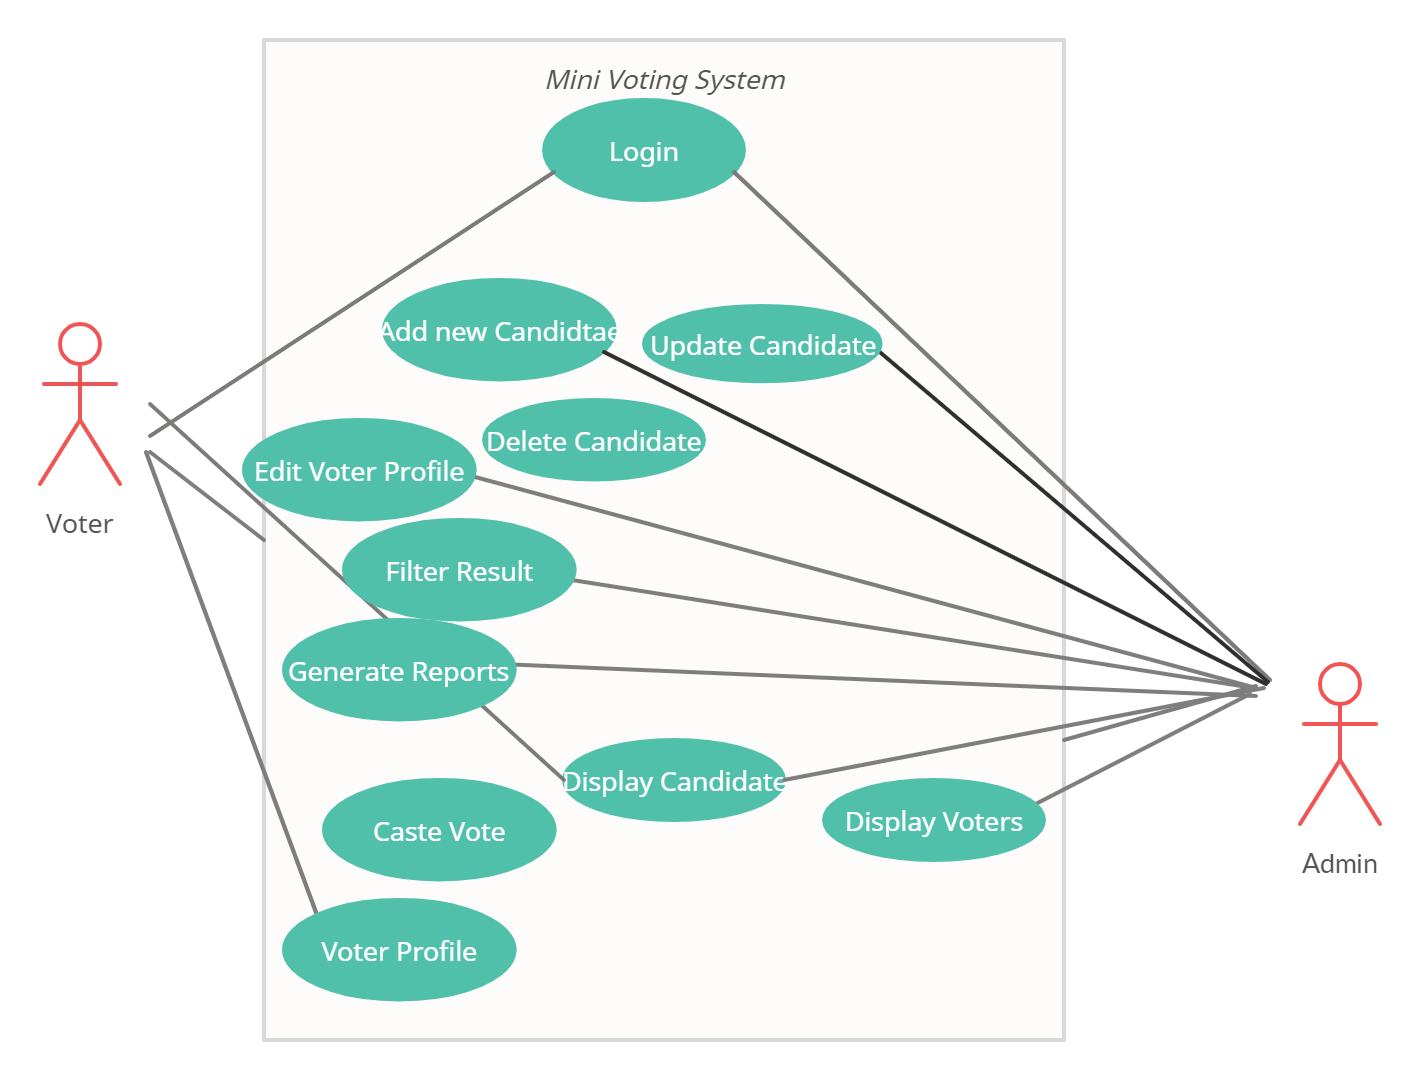 Mini Voting System
Login
Add new Candidtae
Update Candidate
Delete Candidate
Edit Voter Profile
Voter
Filter Result
Generate Reports
Display Candidate
Caste Vote
Display Voters
Admin
Voter Profile